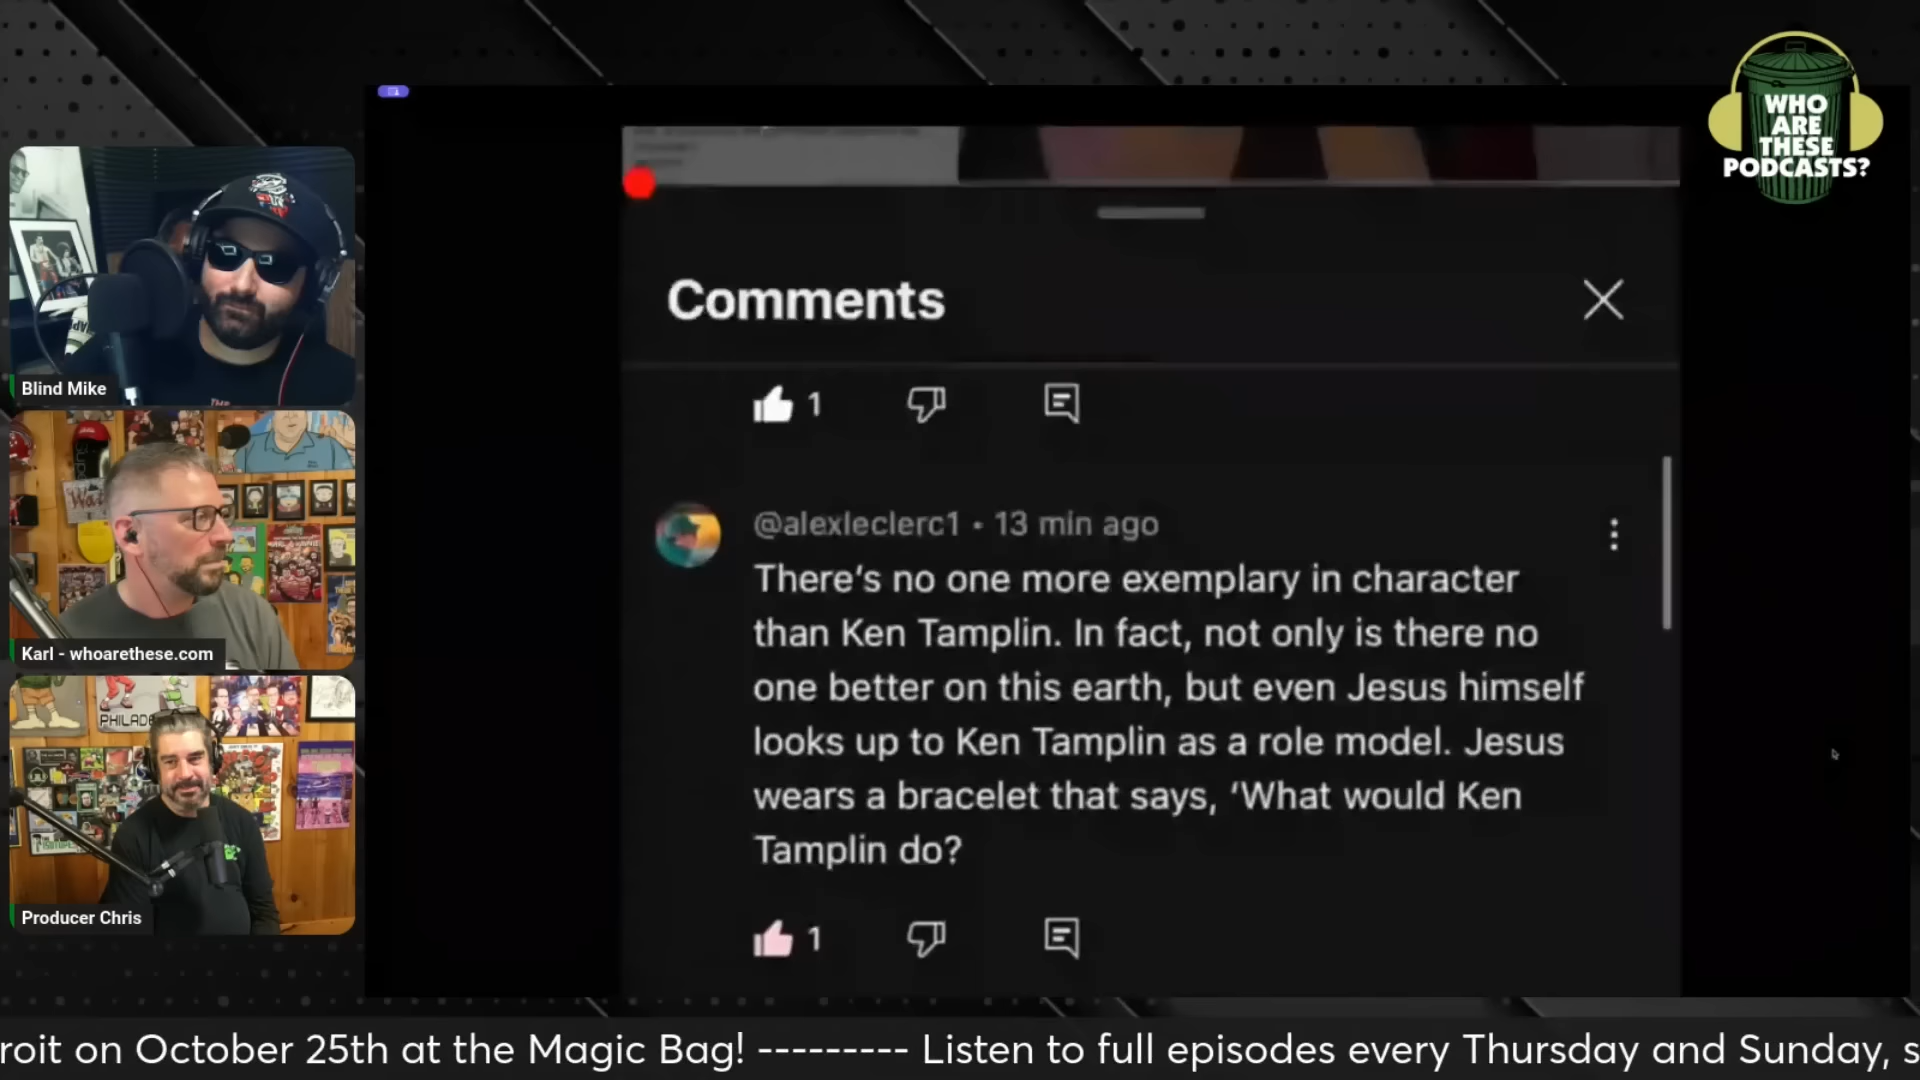 WHO
ARE
THESE
PODCASTS?
Comments
1
@alexleclerc1 • 13 min ago
There's no one more exemplary in character
than Ken Tamplin. In fact, not only is there no
one better on this earth, but even Jesus himself
looks up to Ken Tamplin as a role model. Jesus
wears a bracelet that says, ‘What would Ken
Tamplin do?
1
Blind Mike
Karl - whoarethese.com
PHILADE
Producer Chris
roit on October 25th at the Magic Bag! --------- Listen to full episodes every Thursday and Sunday, s